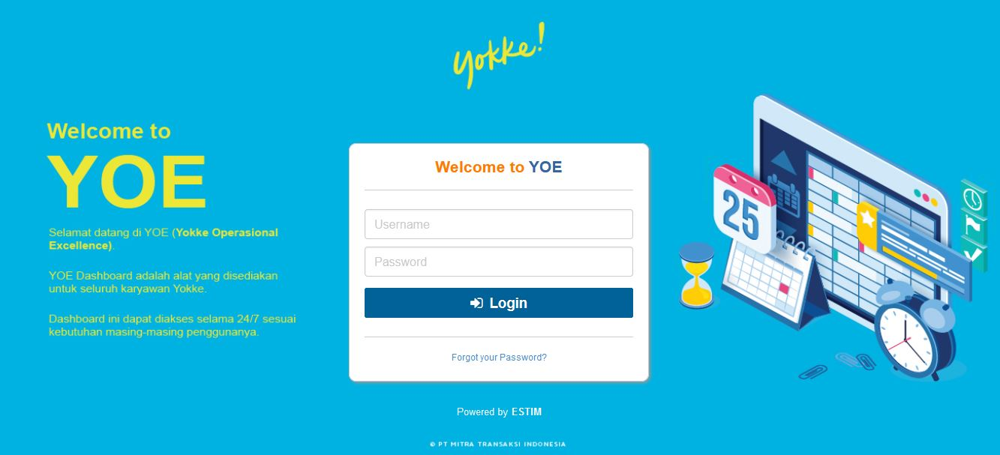 Yokke!
Welcome to
YOE
Selamat datang di YOE (Yokke Operasional
Excellence).
YOE Dashboard adalah alat yang disediakan
untuk seluruh karyawan Yokke.
Dashboard ini dapat diakses selama 24/7 sesuai
kebutuhan masing-masing penggunanya.
Welcome to YOE
Username
Password
Login
Forgot your Password?
Powered by ESTIM
© PT MITRA TRANSAKSI INDONESIA
25